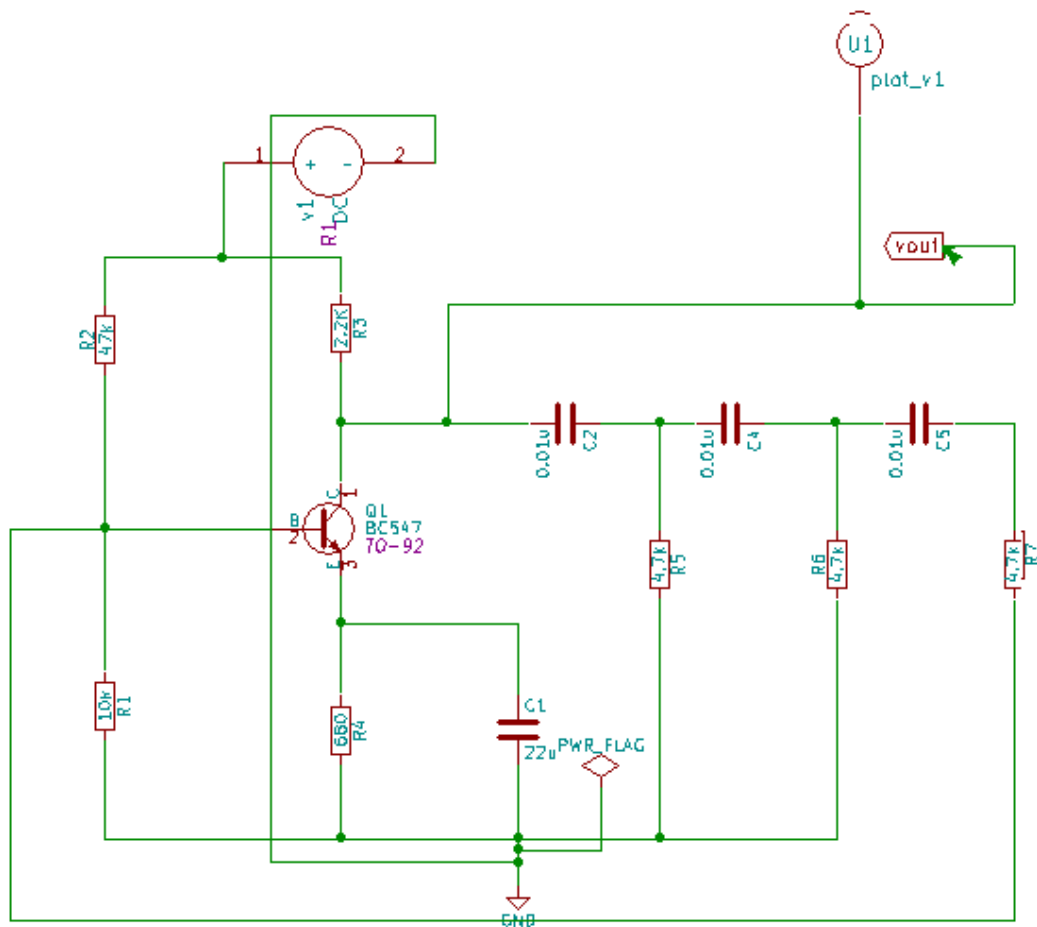 U1
plot_v1
1
+
-
2
v1
DC
R1
vout
R2
47k
2.2K
R3
0.01u
C2
0.01u
C4
0.01u
C5
C
1
Q1
BC547
TO-92
B
2
E
3
4.7k
R5
R6
4.7k
4.7k
R7
10k
R1
680
R4
C1
22u
PWR_FLAG
GND